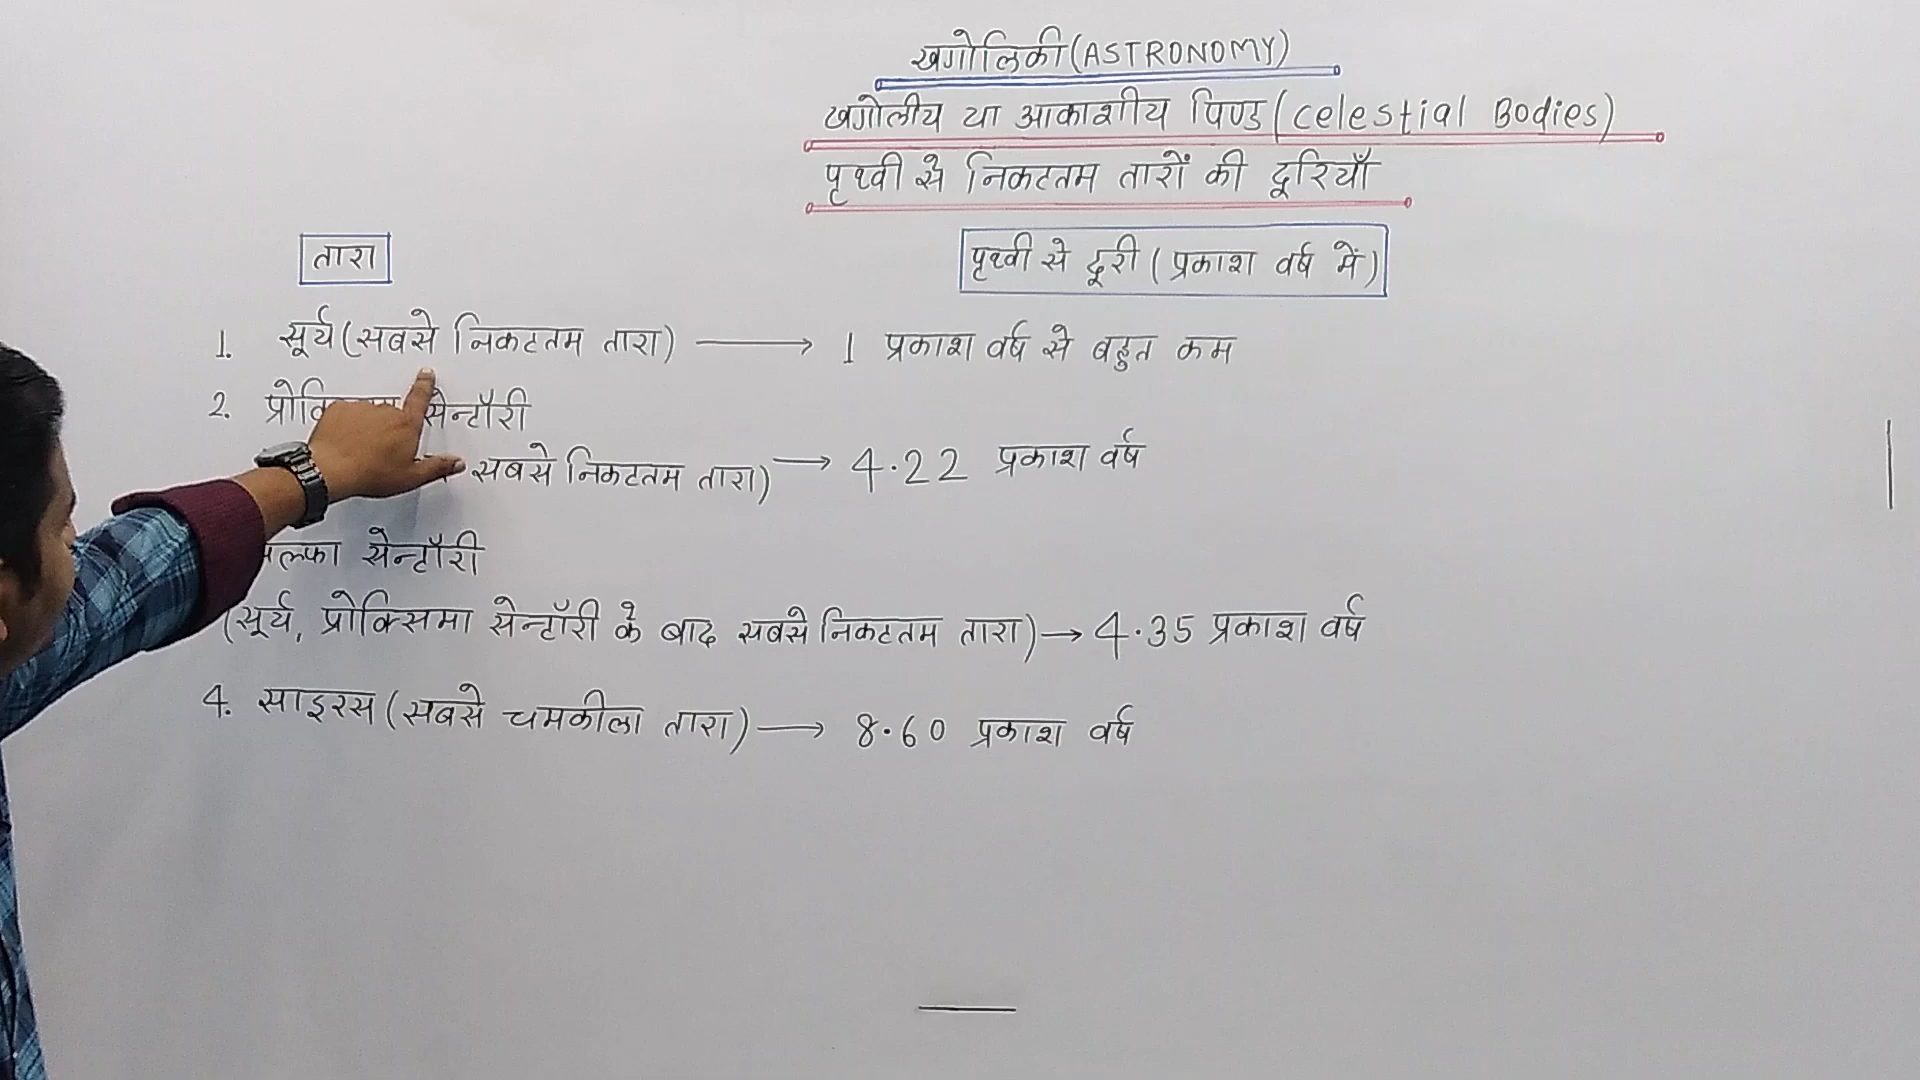 खगोलिकी (ASTRONOMY)
खगोलीय या आकाशीय पिण्ड (Celestial Bodies)
पृथ्वी से निकटतम तारों की दूरियाँ
तारा पृथ्वी से दूरी ( प्रकाश वर्ष में )
1. सूर्य (सबसे निकटतम तारा) → 1 प्रकाश वर्ष से बहुत कम
2. सेन्टॉरी
सबसे निकटतम तारा) → 4.22 प्रकाश वर्ष
सेन्टॉरी
(सूर्य, प्रोक्सिमा सेन्टॉरी के बाद सबसे निकटतम तारा) → 4.35 प्रकाश वर्ष
4. साइरस (सबसे चमकीला तारा) → 8.60 प्रकाश वर्ष